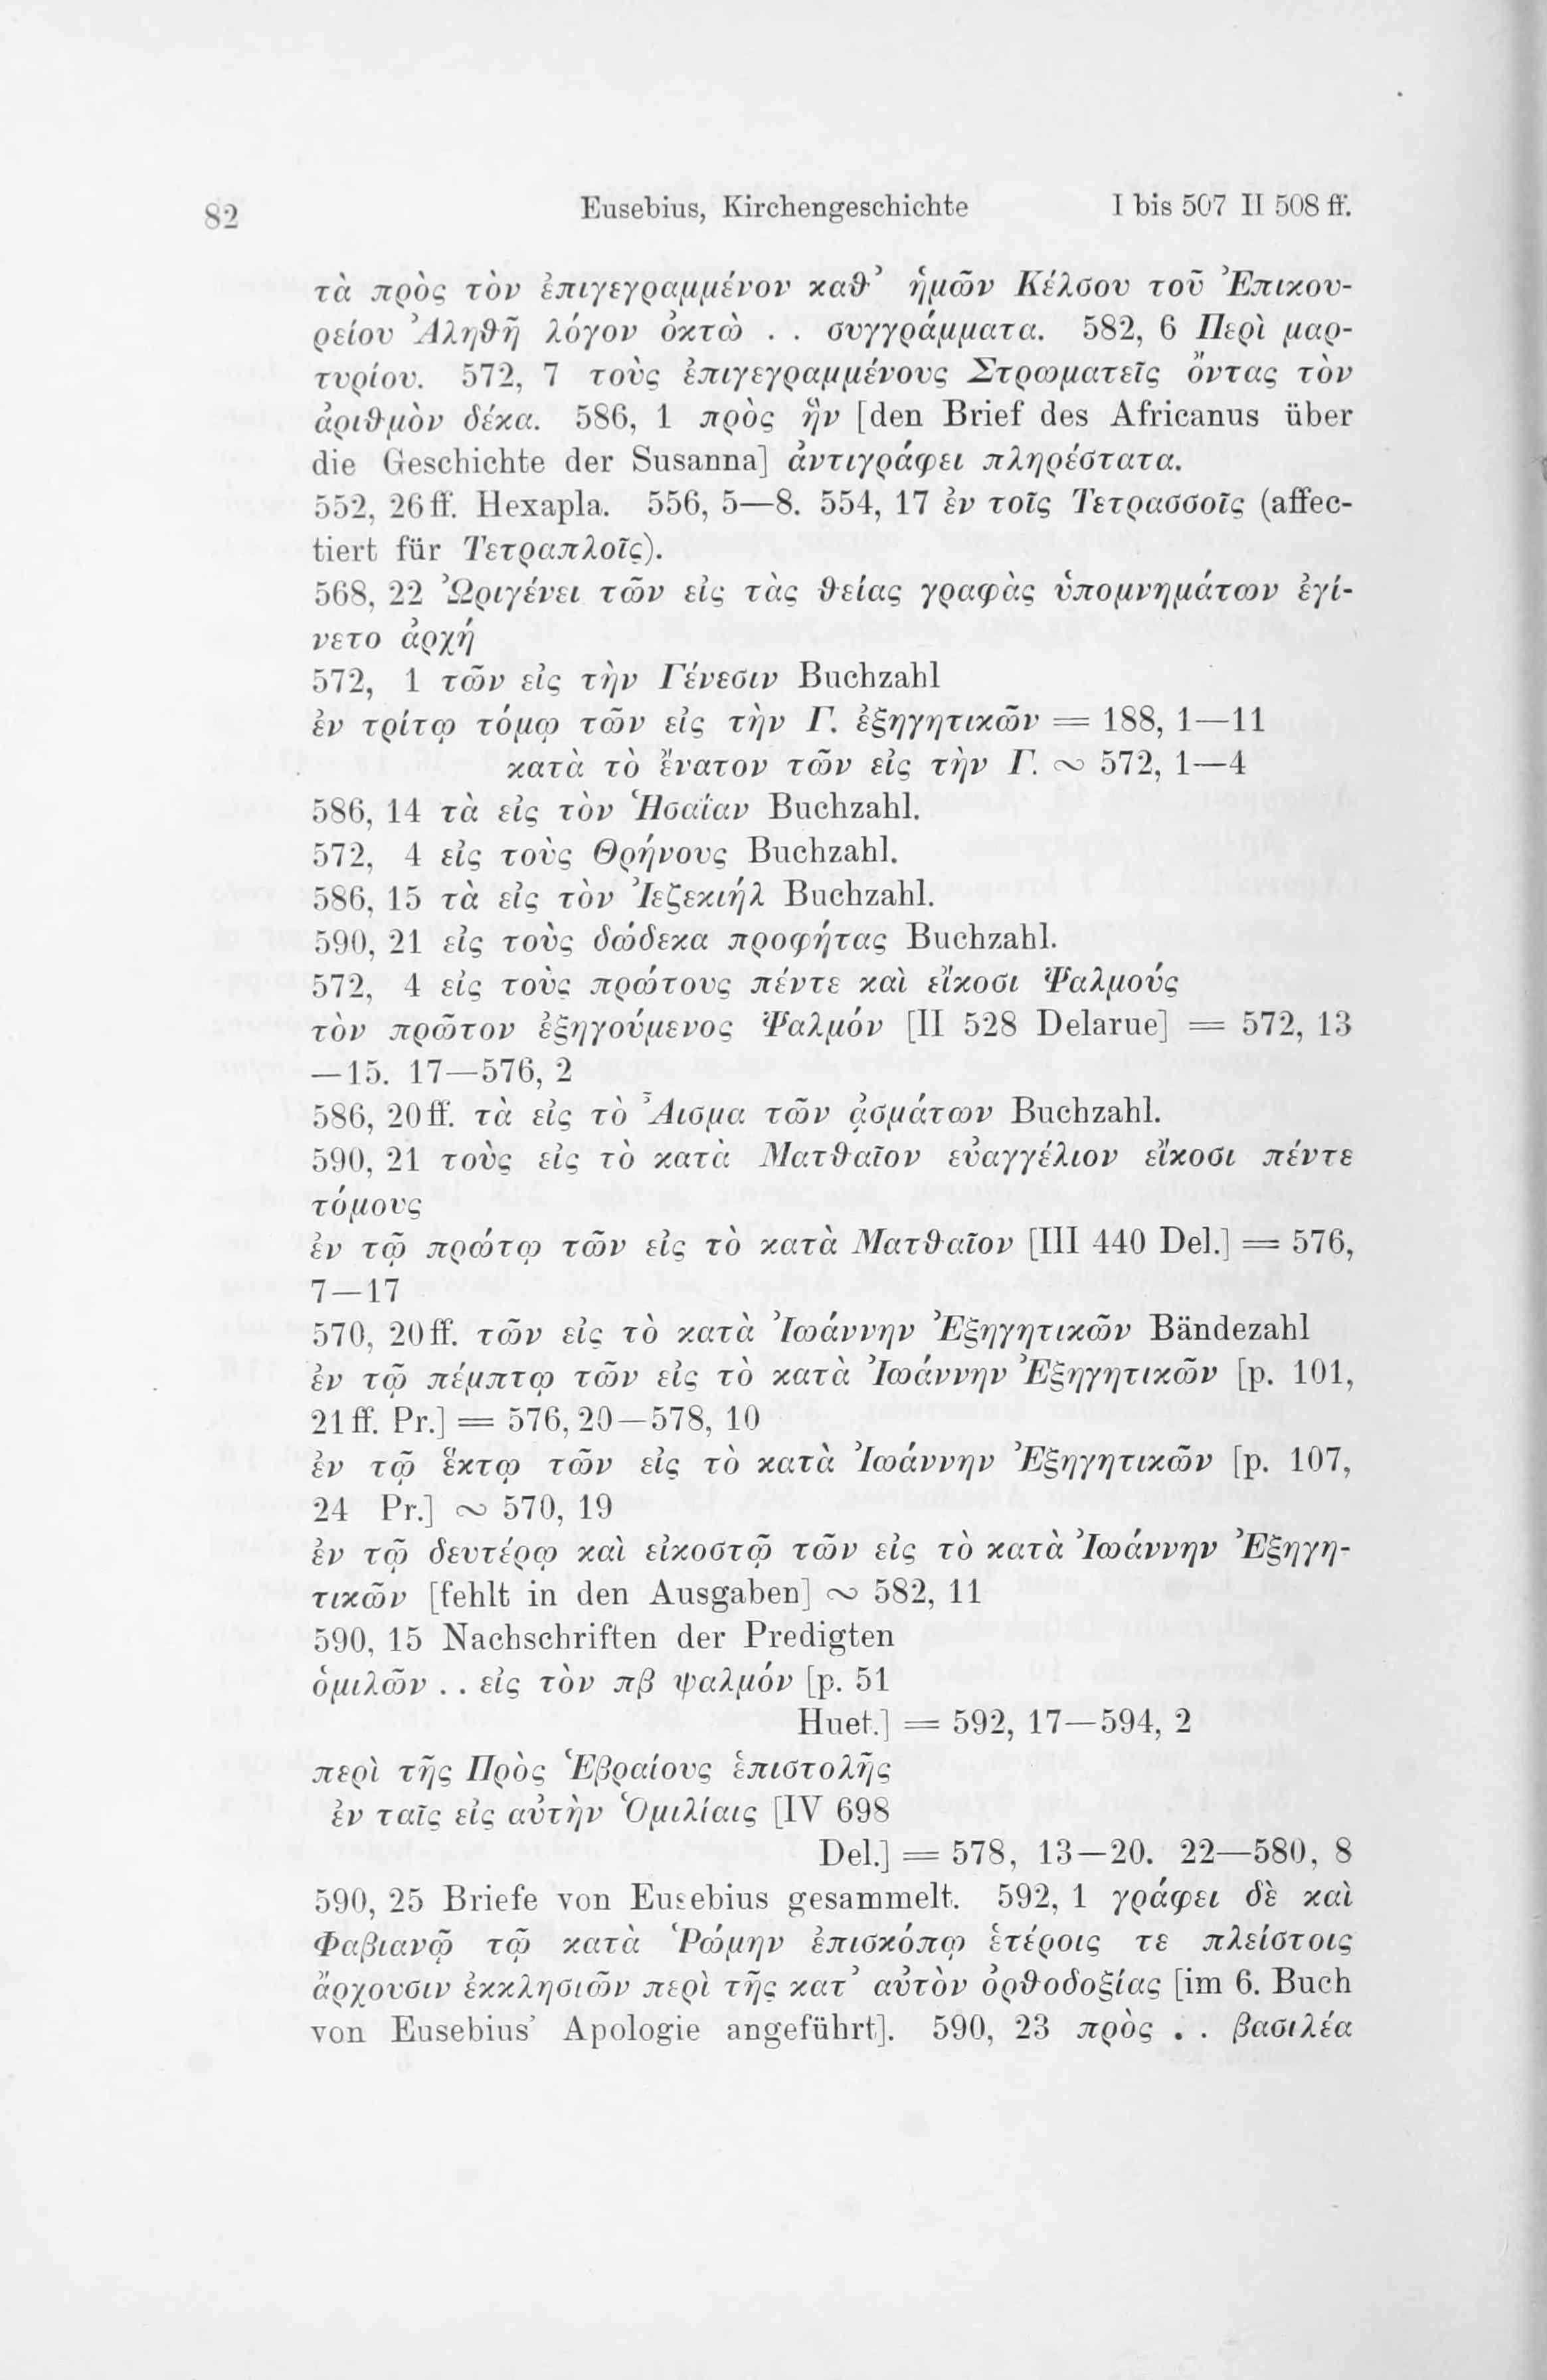 82 Eusebius, Kirchengeschichte I bis 507 II 508 ff.
τὰ πρὸς τὸν ἐπιγεγραμμένον καϑ᾽ ἡμῶν Κέλσου τοῦ Ἐπικου-
ρείου Ἀληϑῆ λόγον ὀκτὼ . . συγγράμματα. 582, 6 Περὶ μαρ-
τυρίου. 572, 7 τοὺς ἐπιγεγραμμένους Στρωματεῖς ὄντας τὸν
ἀριϑμὸν δέκα. 586, 1 πρὸς ἣν [den Brief des Africanus über
die Geschichte der Susanna] ἀντιγράφει πληρέστατα.
552, 26 ff. Hexapla. 556, 5—8. 554, 17 ἐν τοῖς Τετρασσοῖς (affec-
tiert für Τετραπλοῖς).
568, 22 Ὠριγένει τῶν εἰς τὰς ϑείας γραφὰς ὑπομνημάτων ἐγί-
νετο ἀρχή
572, 1 τῶν εἰς τὴν Γένεσιν Buchzahl
ἐν τρίτῳ τόμῳ τῶν εἰς τὴν Γ. ἐξηγητικῶν = 188, 1—11
κατὰ τὸ ἔνατον τῶν εἰς τὴν Γ. ∾ 572, 1—4
586, 14 τὰ εἰς τὸν Ἡσαΐαν Buchzahl.
572, 4 εἰς τοὺς Θρήνους Buchzahl.
586, 15 τὰ εἰς τὸν Ἰεζεκιήλ Buchzahl.
590, 21 εἰς τοὺς δώδεκα προφήτας Buchzahl.
572, 4 εἰς τοὺς πρώτους πέντε καὶ εἴκοσι Ψαλμούς
τὸν πρῶτον ἐξηγούμενος Ψαλμόν [II 528 Delarue] = 572, 13
—15. 17—576, 2
586, 20 ff. τὰ εἰς τὸ Ἆισμα τῶν ᾀσμάτων Buchzahl.
590, 21 τοὺς εἰς τὸ κατὰ Ματϑαῖον εὐαγγέλιον εἴκοσι πέντε
τόμους
ἐν τῷ πρώτῳ τῶν εἰς τὸ κατὰ Ματϑαῖον [III 440 Del.] = 576,
7—17
570, 20 ff. τῶν εἰς τὸ κατὰ Ἰωάννην Ἐξηγητικῶν Bändezahl
ἐν τῷ πέμπτῳ τῶν εἰς τὸ κατὰ Ἰωάννην Ἐξηγητικῶν [p. 101,
21 ff. Pr.] = 576, 20—578, 10
ἐν τῷ ἕκτῳ τῶν εἰς τὸ κατὰ Ἰωάννην Ἐξηγητικῶν [p. 107,
24 Pr.] ∾ 570, 19
ἐν τῷ δευτέρῳ καὶ εἰκοστῷ τῶν εἰς τὸ κατὰ Ἰωάννην Ἐξηγη-
τικῶν [fehlt in den Ausgaben] ∾ 582, 11
590, 15 Nachschriften der Predigten
ὁμιλῶν . . εἰς τὸν πβ ψαλμόν [p. 51
Huet.] = 592, 17—594, 2
περὶ τῆς Πρὸς Ἑβραίους ἐπιστολῆς
ἐν ταῖς εἰς αὐτὴν Ὁμιλίαις [IV 698
Del.] = 578, 13—20. 22—580, 8
590, 25 Briefe von Eusebius gesammelt. 592, 1 γράφει δὲ καὶ
Φαβιανῷ τῷ κατὰ Ῥώμην ἐπισκόπῳ ἑτέροις τε πλείστοις
ἄρχουσιν ἐκκλησιῶν περὶ τῆς κατ᾽ αὐτὸν ὀρϑοδοξίας [im 6. Buch
von Eusebius' Apologie angeführt]. 590, 23 πρὸς . . βασιλέα